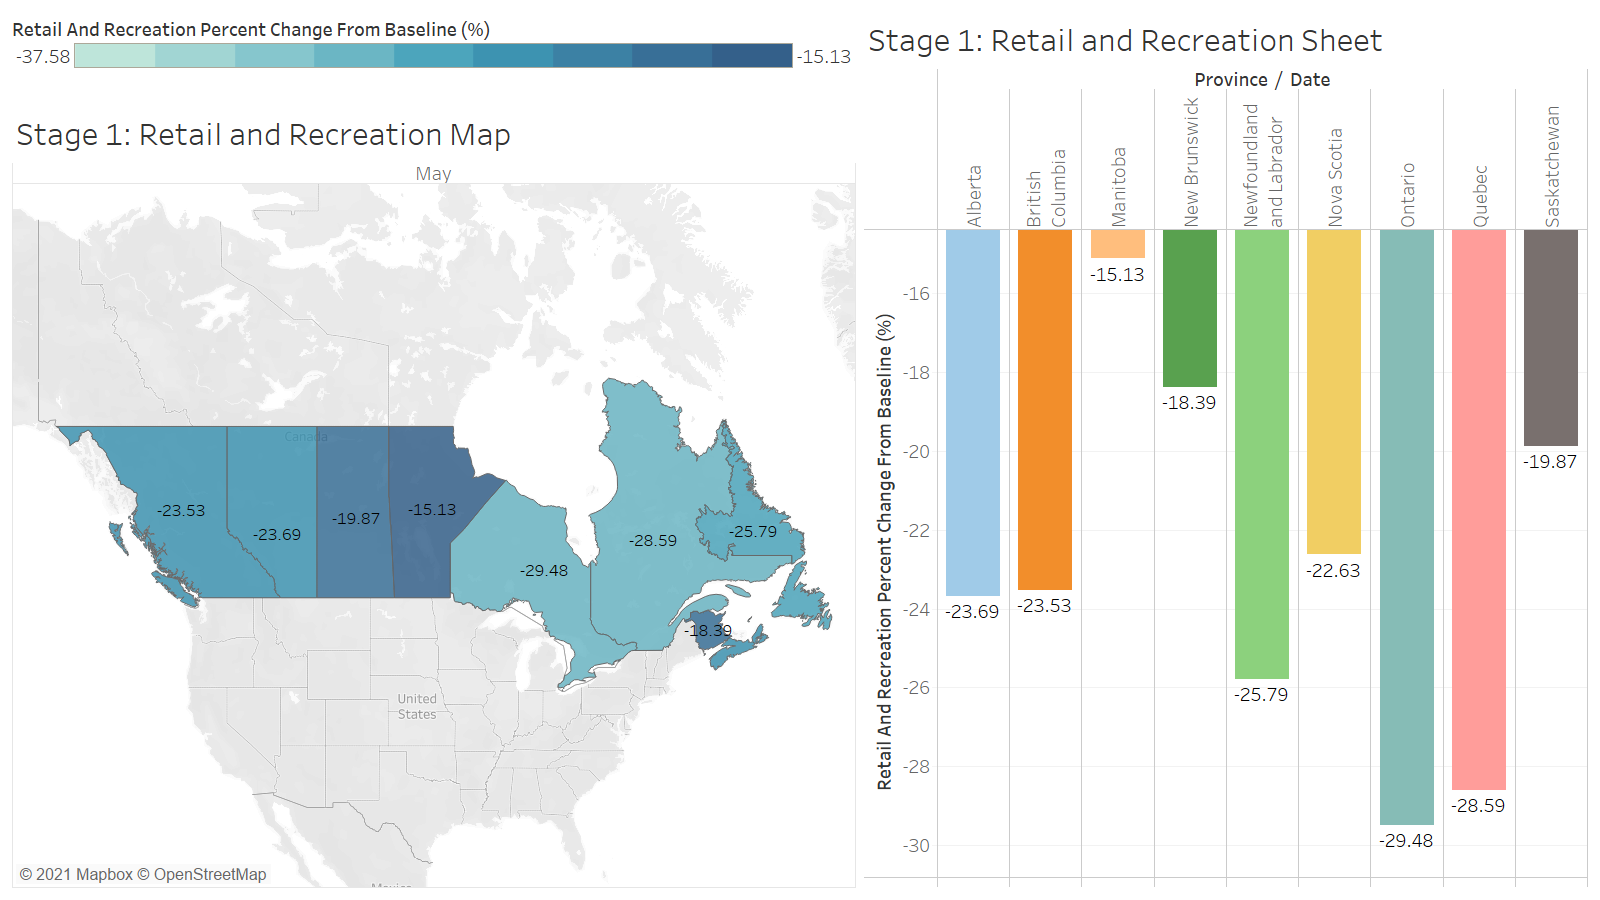 Retail And Recreation Percent Change From Baseline (%)
-37.58 -15.13
Stage 1: Retail and Recreation Map
May
Canada
-23.53
-23.69
-19.87
-15.13
-29.48
-28.59
-25.79
-18.39
United
States
© 2021 Mapbox © OpenStreetMap
Stage 1: Retail and Recreation Sheet
Province / Date
Alberta
British
Columbia
Manitoba
New Brunswick
Newfoundland
and Labrador
Nova Scotia
Ontario
Quebec
Saskatchewan
Retail And Recreation Percent Change From Baseline (%)
-16
-18
-20
-22
-24
-26
-28
-30
-23.69
-23.53
-15.13
-18.39
-25.79
-22.63
-29.48
-28.59
-19.87